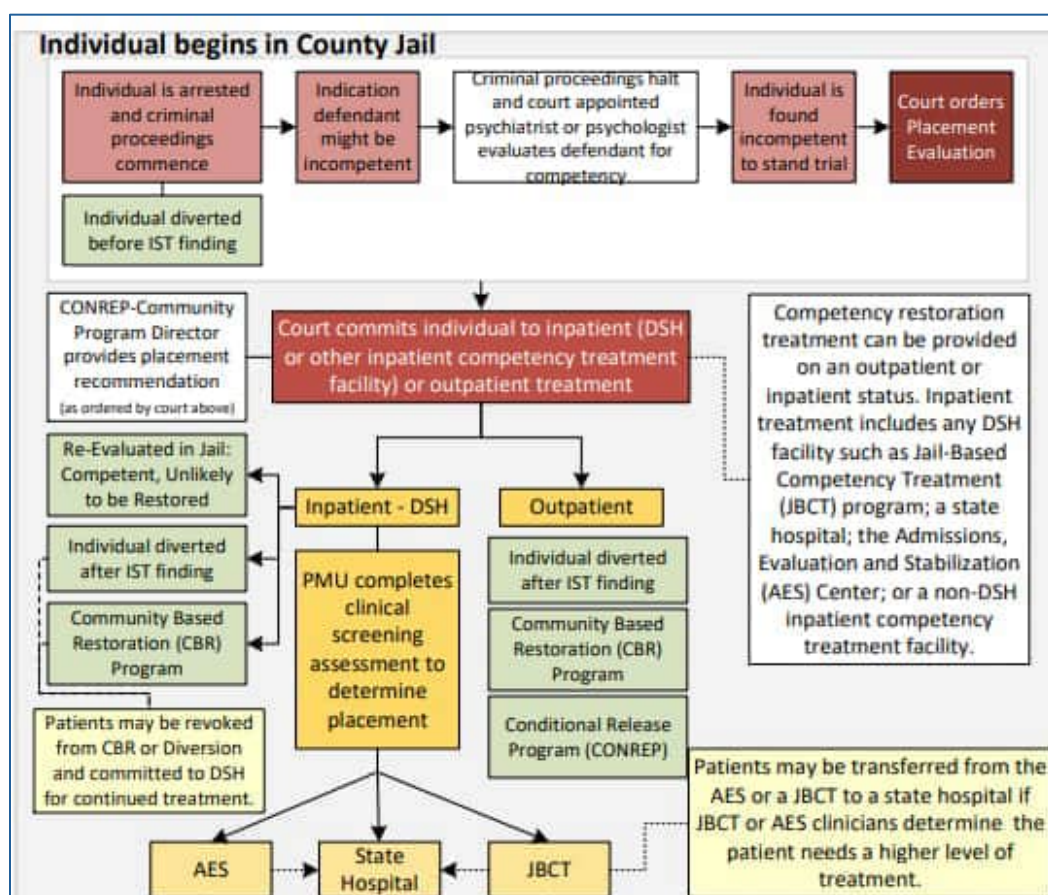 Individual begins in County Jail
Individual is arrested
and criminal
proceedings
commence
Indication
defendant
might be
incompetent
Criminal proceedings halt
and court appointed
psychiatrist or psychologist
evaluates defendant for
competency
Individual is
found
incompetent
to stand trial
Court orders
Placement
Evaluation
Individual diverted
before IST finding
CONREP-Community
Program Director
provides placement
recommendation
(as ordered by court above)
Court commits individual to inpatient (DSH
or other inpatient competency treatment
facility) or outpatient treatment
Competency restoration
treatment can be provided
on an outpatient or
inpatient status. Inpatient
treatment includes any DSH
facility such as Jail-Based
Competency Treatment
(JBCT) program; a state
hospital; the Admissions,
Evaluation and Stabilization
(AES) Center; or a non-DSH
inpatient competency
treatment facility.
Re-Evaluated in Jail:
Competent, Unlikely
to be Restored
Inpatient - DSH
Outpatient
Individual diverted
after IST finding
Community Based
Restoration (CBR)
Program
PMU completes
clinical
screening
assessment to
determine
placement
Individual diverted
after IST finding
Community Based
Restoration (CBR)
Program
Conditional Release
Program (CONREP)
Patients may be revoked
from CBR or Diversion
and committed to DSH
for continued treatment.
Patients may be transferred from the
AES or a JBCT to a state hospital if
JBCT or AES clinicians determine the
patient needs a higher level of
treatment.
AES
State
Hospital
JBCT